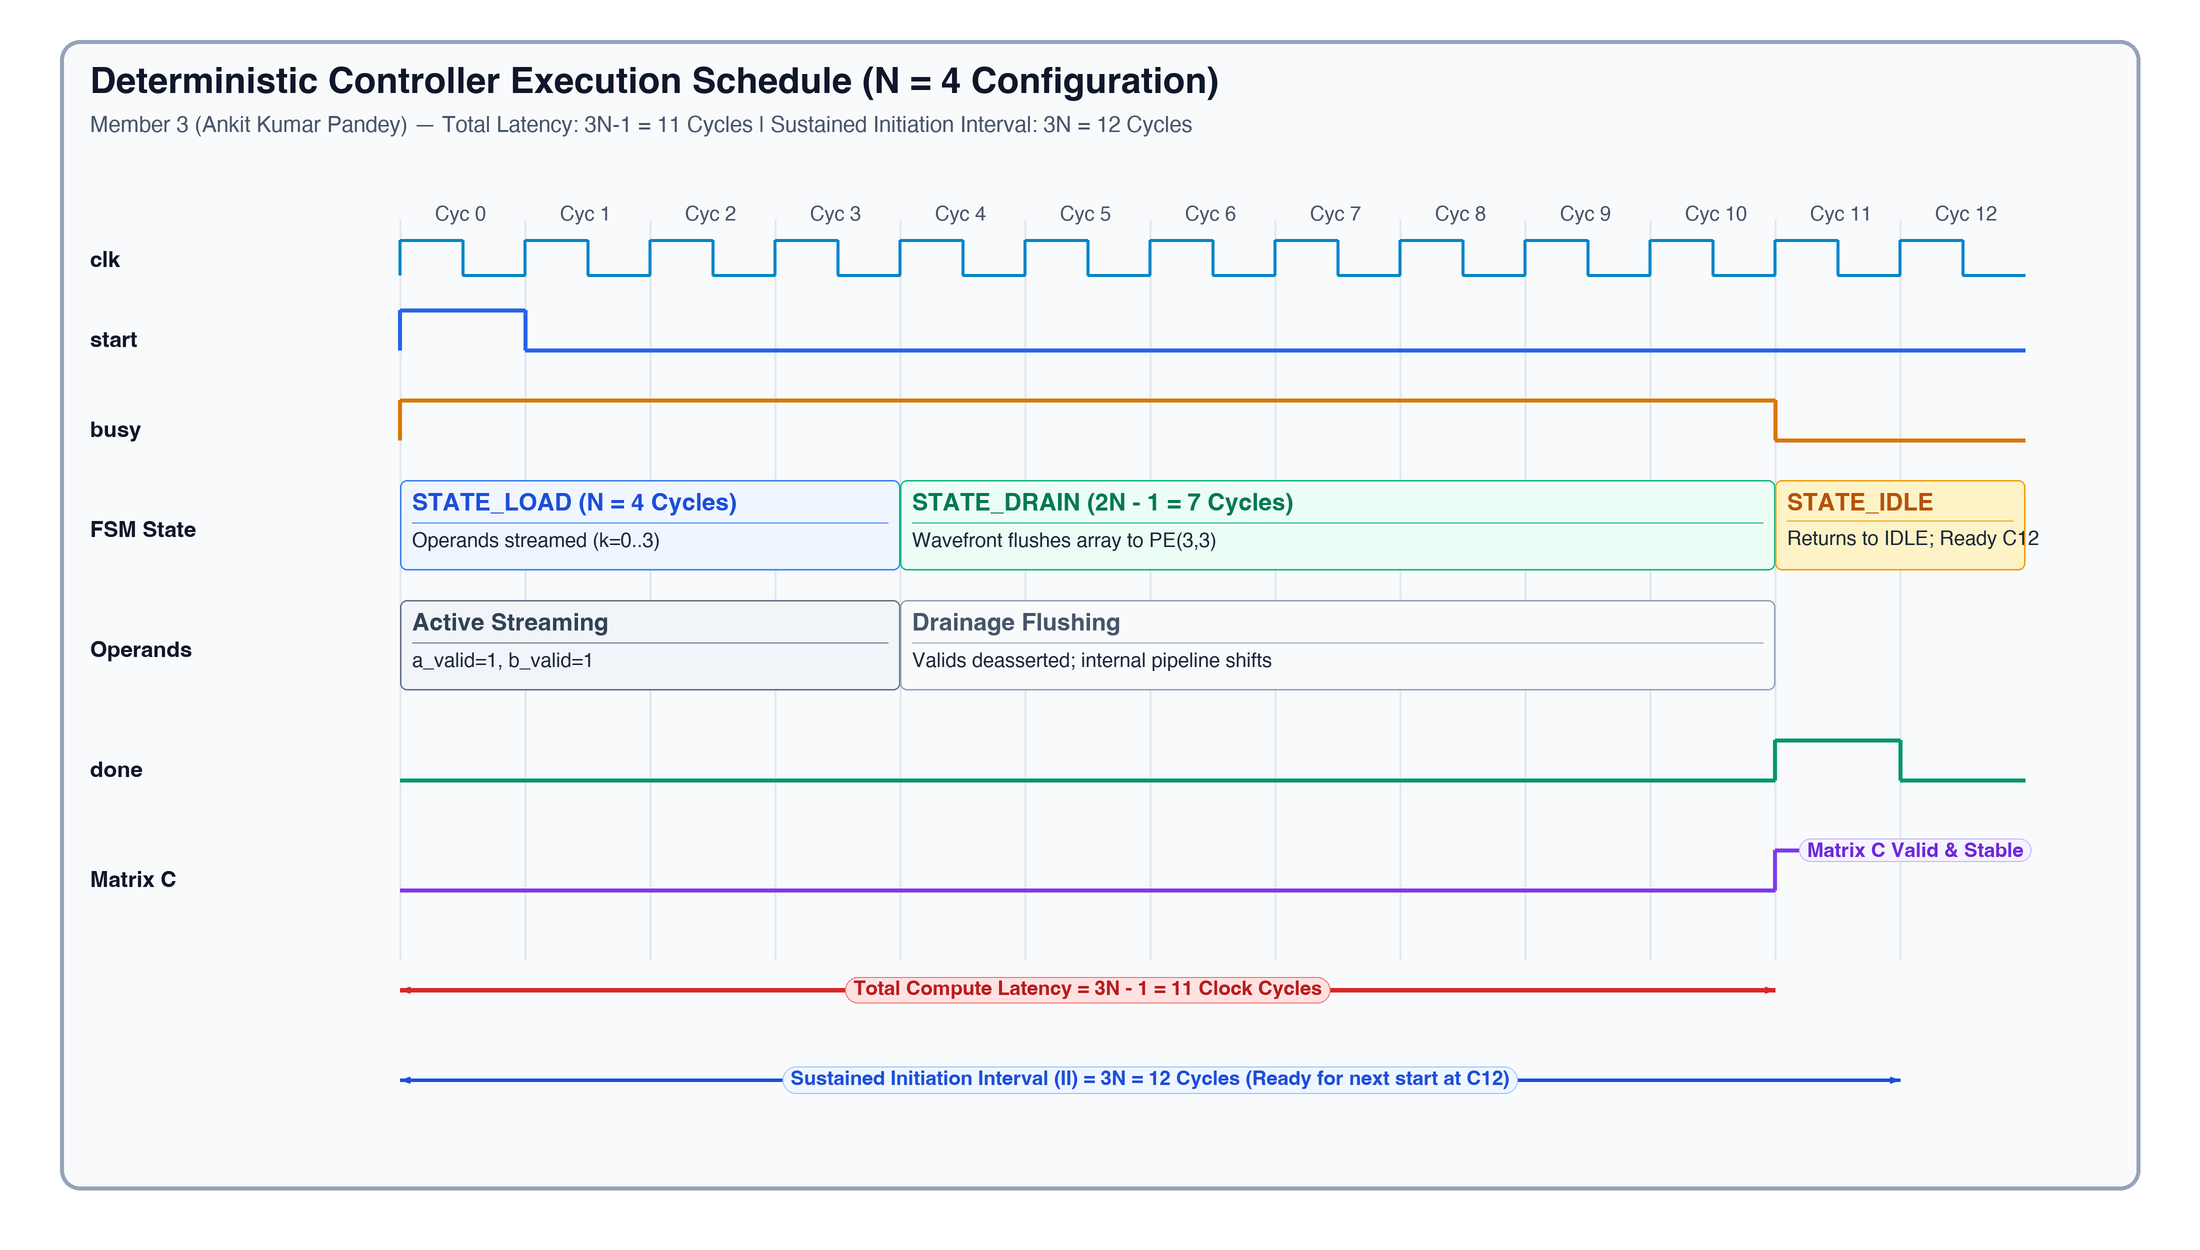 Deterministic Controller Execution Schedule (N = 4 Configuration)
Member 3 (Ankit Kumar Pandey) — Total Latency: 3N-1 = 11 Cycles | Sustained Initiation Interval: 3N = 12 Cycles
Cyc 0 Cyc 1 Cyc 2 Cyc 3 Cyc 4 Cyc 5 Cyc 6 Cyc 7 Cyc 8 Cyc 9 Cyc 10 Cyc 11 Cyc 12
clk
start
busy
FSM State
STATE_LOAD (N = 4 Cycles)
Operands streamed (k=0..3)
STATE_DRAIN (2N - 1 = 7 Cycles)
Wavefront flushes array to PE(3,3)
STATE_IDLE
Returns to IDLE; Ready C12
Operands
Active Streaming
a_valid=1, b_valid=1
Drainage Flushing
Valids deasserted; internal pipeline shifts
done
Matrix C
Matrix C Valid & Stable
Total Compute Latency = 3N - 1 = 11 Clock Cycles
Sustained Initiation Interval (II) = 3N = 12 Cycles (Ready for next start at C12)